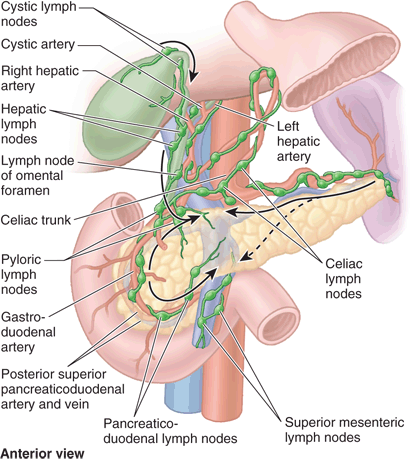 Cystic lymph
nodes
Cystic artery
Right hepatic
artery
Hepatic
lymph
nodes
Left
hepatic
artery
Lymph node
of omental
foramen
Celiac trunk
Pyloric
lymph
nodes
Celiac
lymph
nodes
Gastro-
duodenal
artery
Posterior superior
pancreaticoduodenal
artery and vein
Pancreatico-
duodenal lymph nodes
Superior mesenteric
lymph nodes
Anterior view